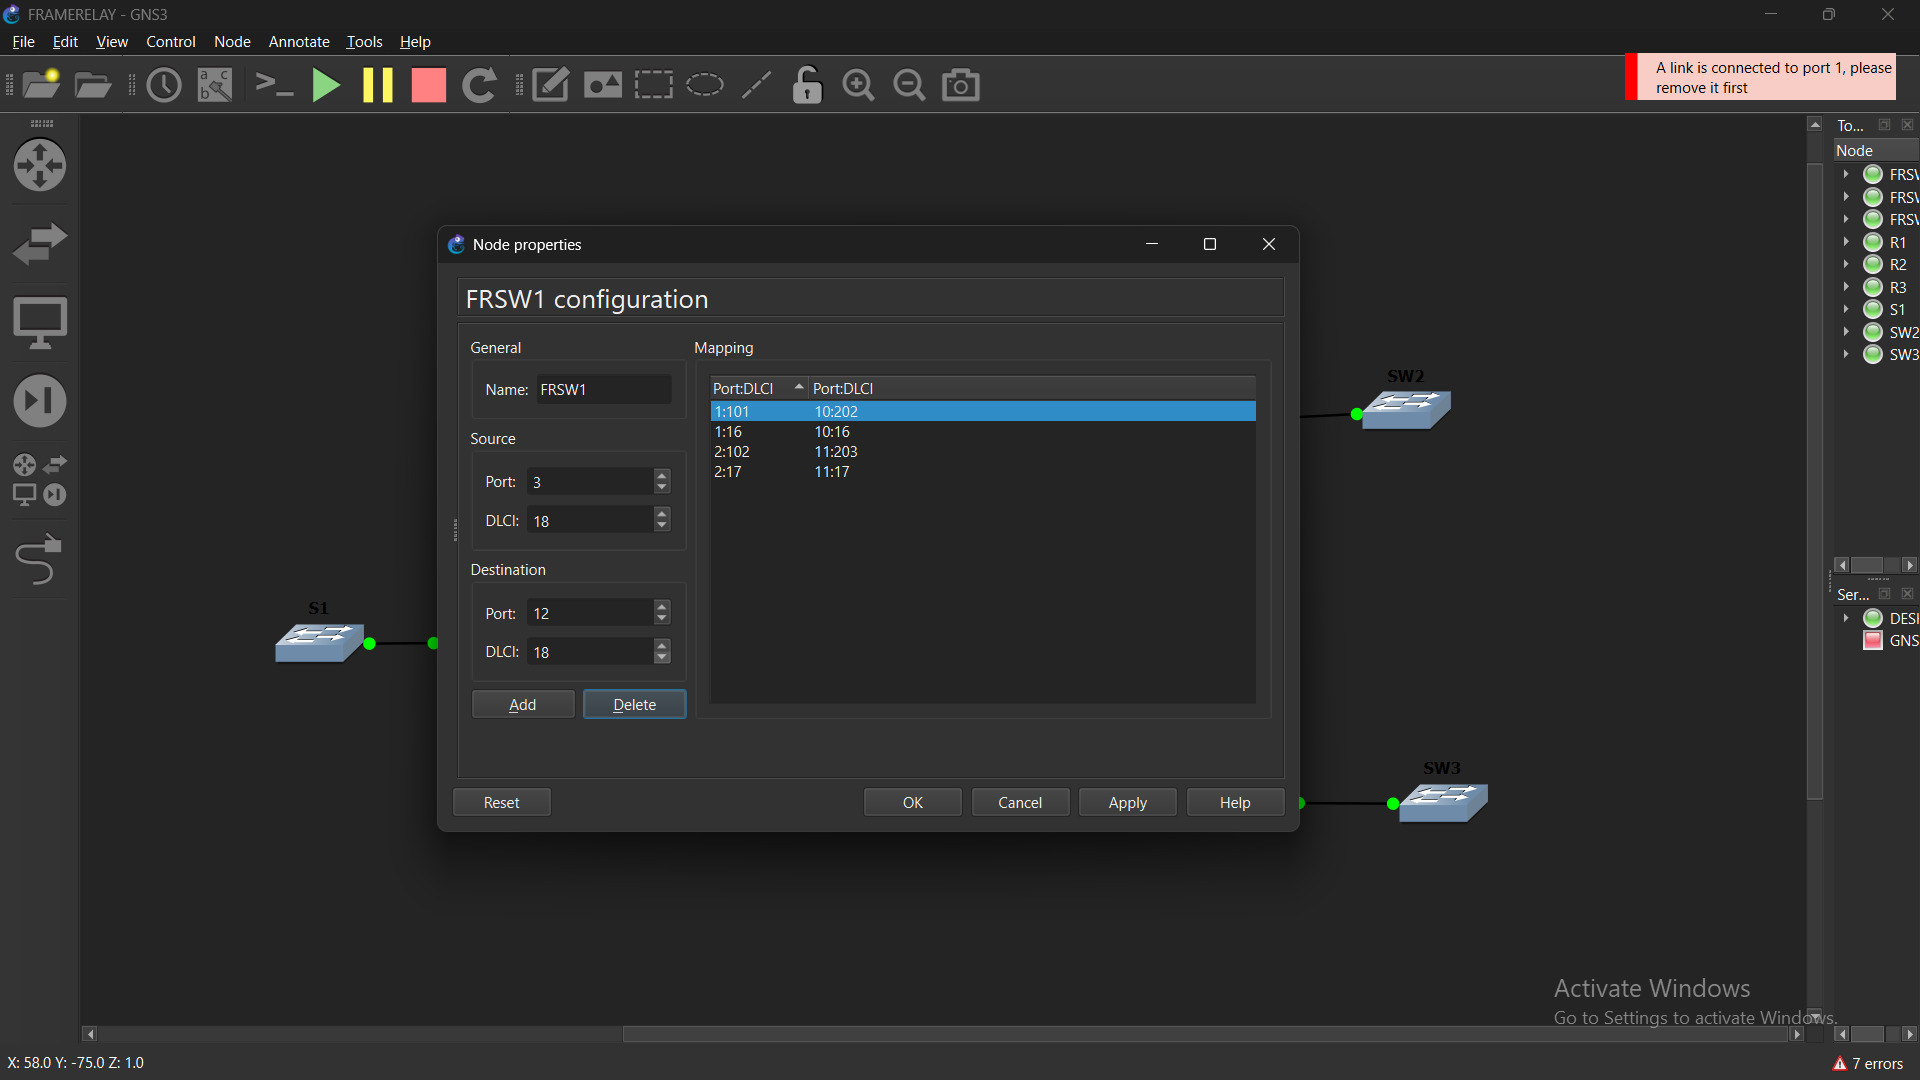 FRAMERELAY - GNS3
File Edit View Control Node Annotate Tools Help
A link is connected to port 1, please
remove it first
To...
Node
R1
R2
R3
S1
SW2
SW3
Ser...
Node properties
FRSW1 configuration
General
Name: FRSW1
Source
Port: 3
DLCI: 18
Destination
Port: 12
DLCI: 18
Add Delete
Mapping
Port:DLCI Port:DLCI
1:101 10:202
1:16 10:16
2:102 11:203
2:17 11:17
Reset OK Cancel Apply Help
SW2
S1
SW3
Activate Windows
Go to Settings to activate Windows.
X: 58.0 Y: -75.0 Z: 1.0
7 errors